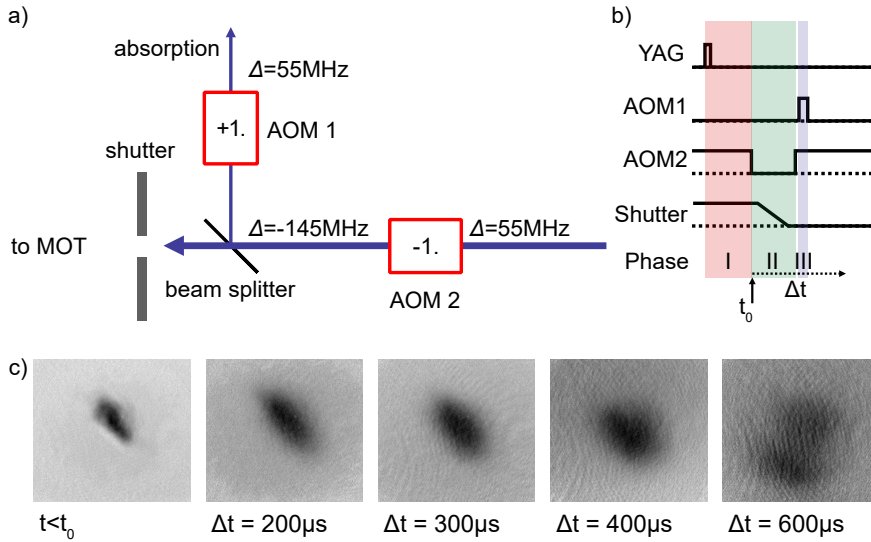 a)
absorption
Δ=55MHz
+1.
AOM 1
shutter
to MOT
Δ=-145MHz
Δ=55MHz
-1.
beam splitter
AOM 2
b)
YAG
AOM1
AOM2
Shutter
Phase I II III
Δt
t₀
c)
t<t₀
Δt = 200µs
Δt = 300µs
Δt = 400µs
Δt = 600µs